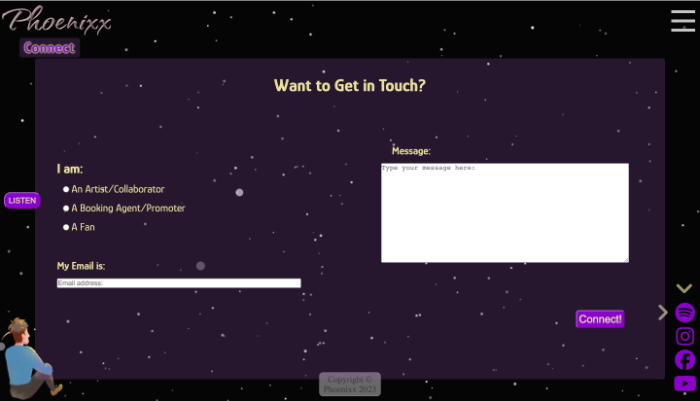 Phoenixx
Connect
Want to Get in Touch?
I am:
An Artist/Collaborator
A Booking Agent/Promoter
A Fan
My Email is:
Email address:
Message:
Type your message here:
Connect!
LISTEN
Copyright ©
Phoenixx 2023